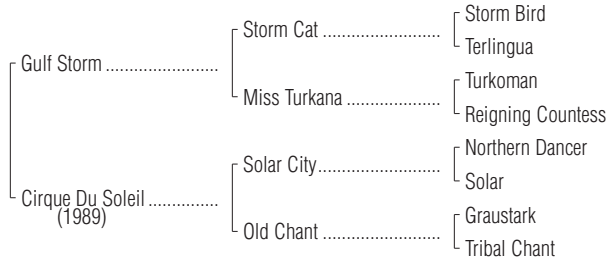 Storm Bird
Storm Cat ........................
Terlingua
Gulf Storm .......................
Turkoman
Miss Turkana ...................
Reigning Countess
Northern Dancer
Solar City.........................
Solar
Cirque Du Soleil ..............
(1989)
Graustark
Old Chant ........................
Tribal Chant